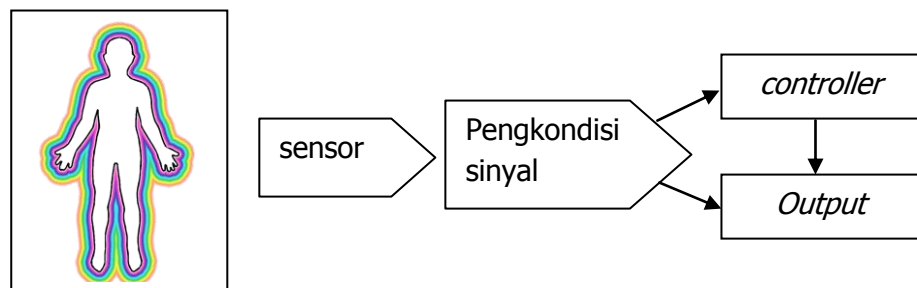 sensor
Pengkondisi
sinyal
controller
Output